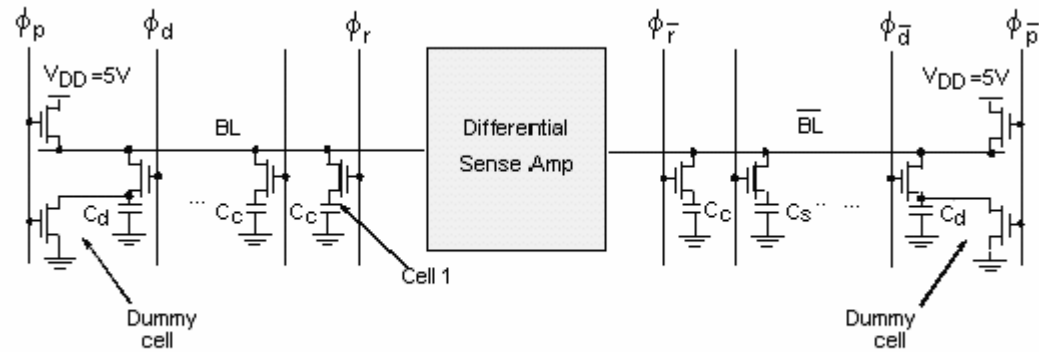 ϕp ϕd ϕr ϕr̅ ϕd̅ ϕp̅
VDD =5V VDD =5V
BL Differential Sense Amp B̅L̅
Cd ... Cc Cc Cc Cs ... ... Cd
Cell 1
Dummy cell Dummy cell